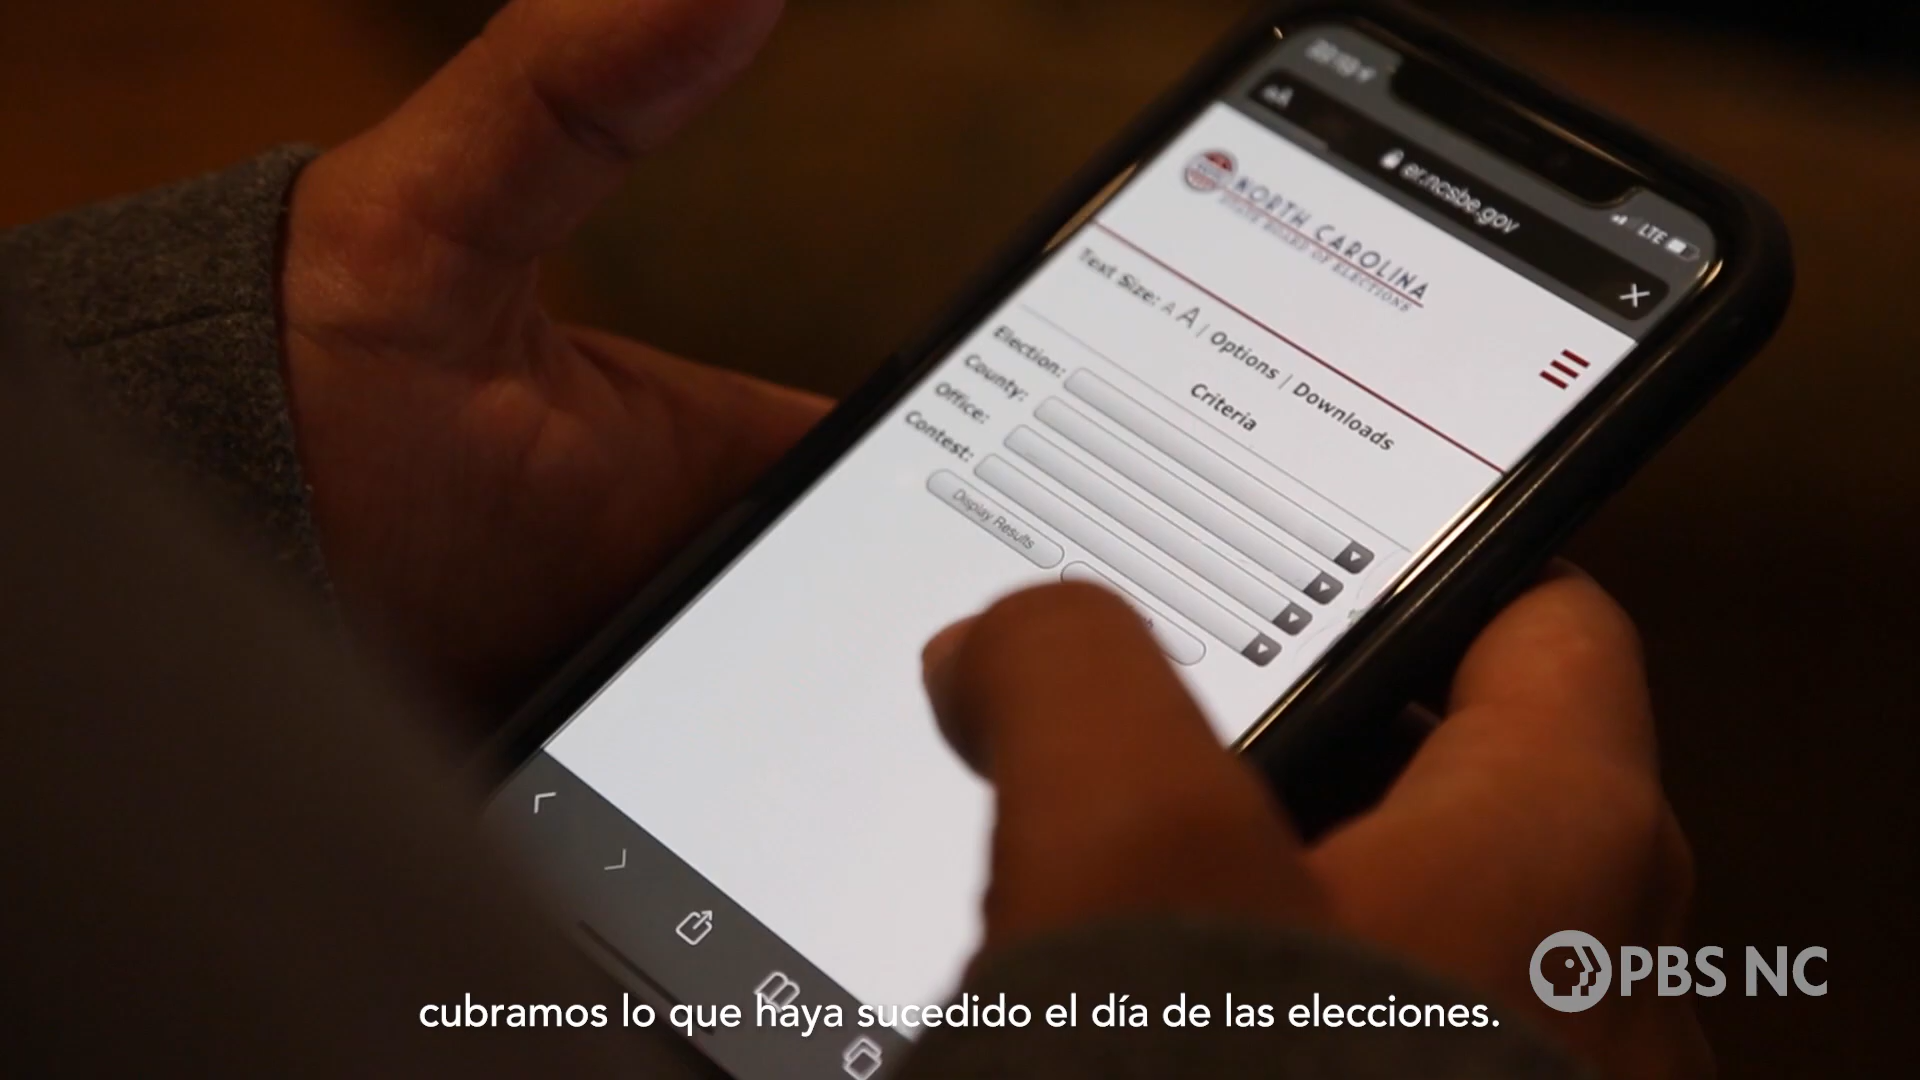 er.ncsbe.gov
LTE
NORTH CAROLINA
STATE BOARD OF ELECTIONS
Text Size: A A | Options | Downloads
Criteria
Election:
County:
Office:
Contest:
Display Results
cubramos lo que haya sucedido el día de las elecciones.
PBS NC